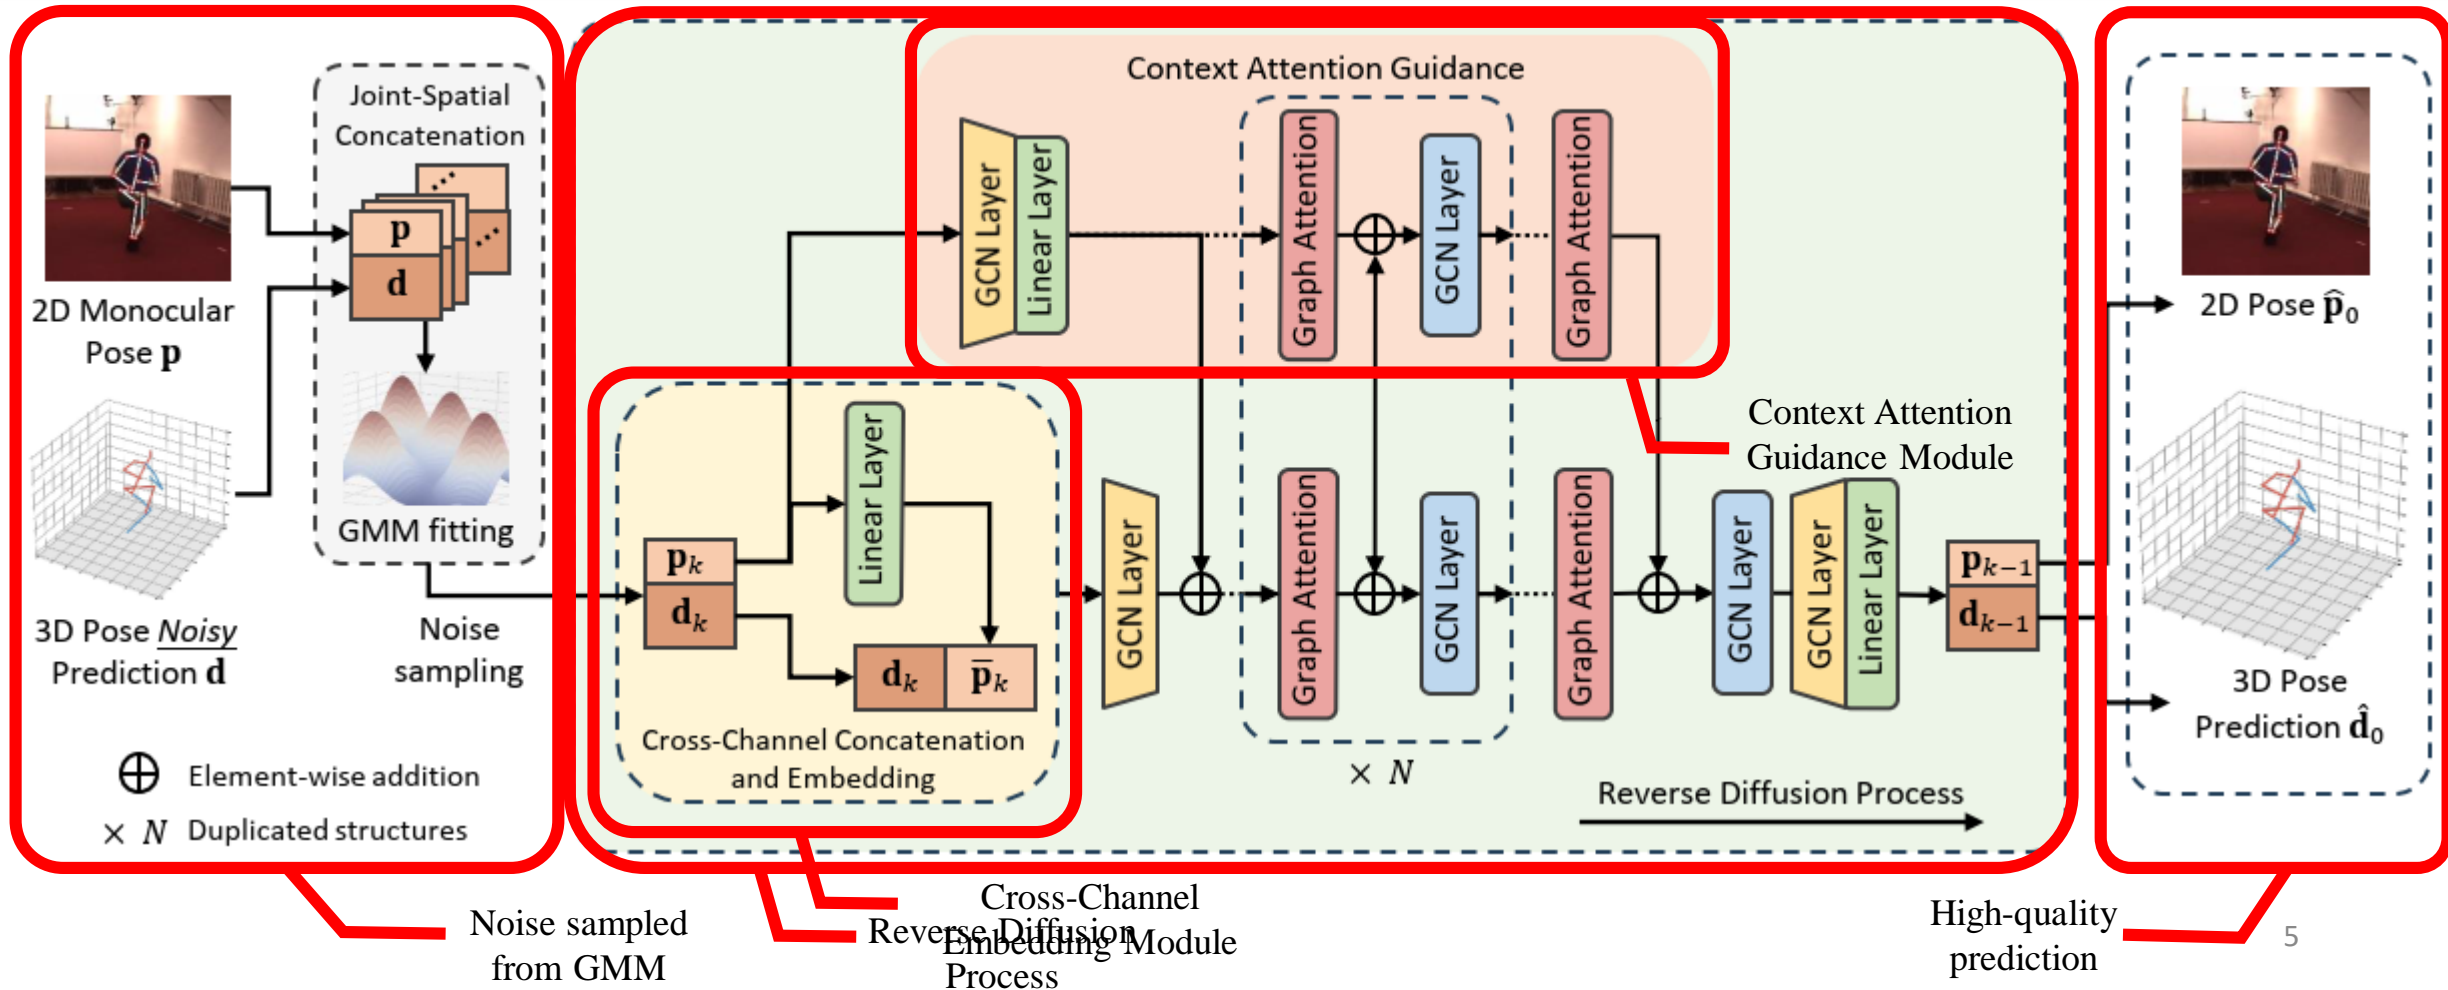 Joint-Spatial
Concatenation
p
d
2D Monocular
Pose p
GMM fitting
3D Pose Noisy
Prediction d
Noise
sampling
Element-wise addition
× N Duplicated structures
Context Attention Guidance
GCN Layer
Linear Layer
Graph Attention
GCN Layer
Graph Attention
Linear Layer
p_k
d_k
d_k
p̅_k
Cross-Channel Concatenation
and Embedding
GCN Layer
Graph Attention
GCN Layer
Graph Attention
GCN Layer
GCN Layer
Linear Layer
p_{k−1}
d_{k−1}
× N
Reverse Diffusion Process
Context Attention
Guidance Module
2D Pose p̂_0
3D Pose
Prediction d̂_0
Noise sampled
from GMM
Cross-Channel
Embedding Module
Reverse Diffusion
Process
High-quality
prediction
5